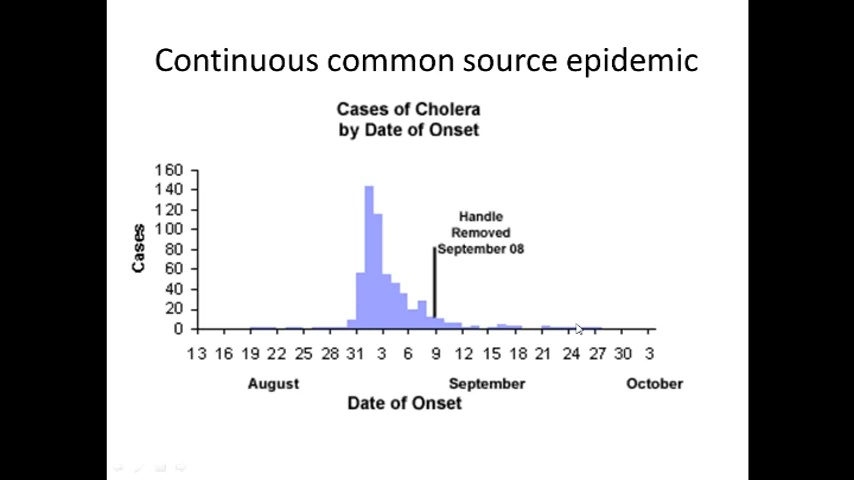 Continuous common source epidemic
Cases of Cholera
by Date of Onset
160
140
120
100
80
60
40
20
0
Cases
Handle
Removed
September 08
13 16 19 22 25 28 31 3 6 9 12 15 18 21 24 27 30 3
August September October
Date of Onset